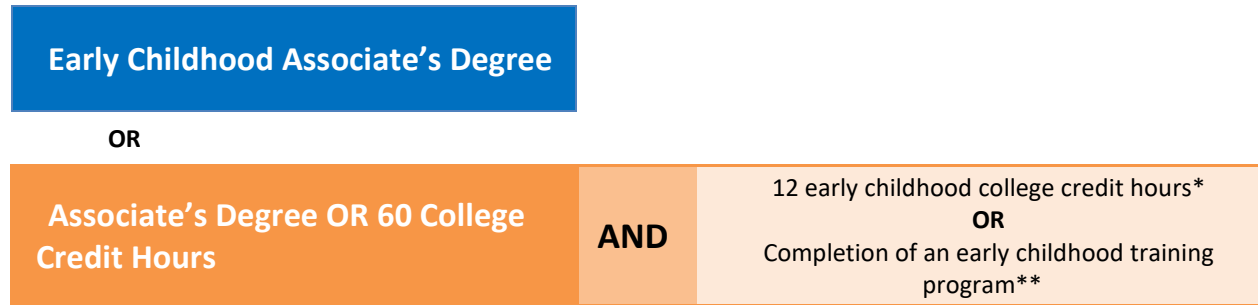 Early Childhood Associate’s Degree
OR
Associate’s Degree OR 60 College
Credit Hours
AND
12 early childhood college credit hours*
OR
Completion of an early childhood training
program**